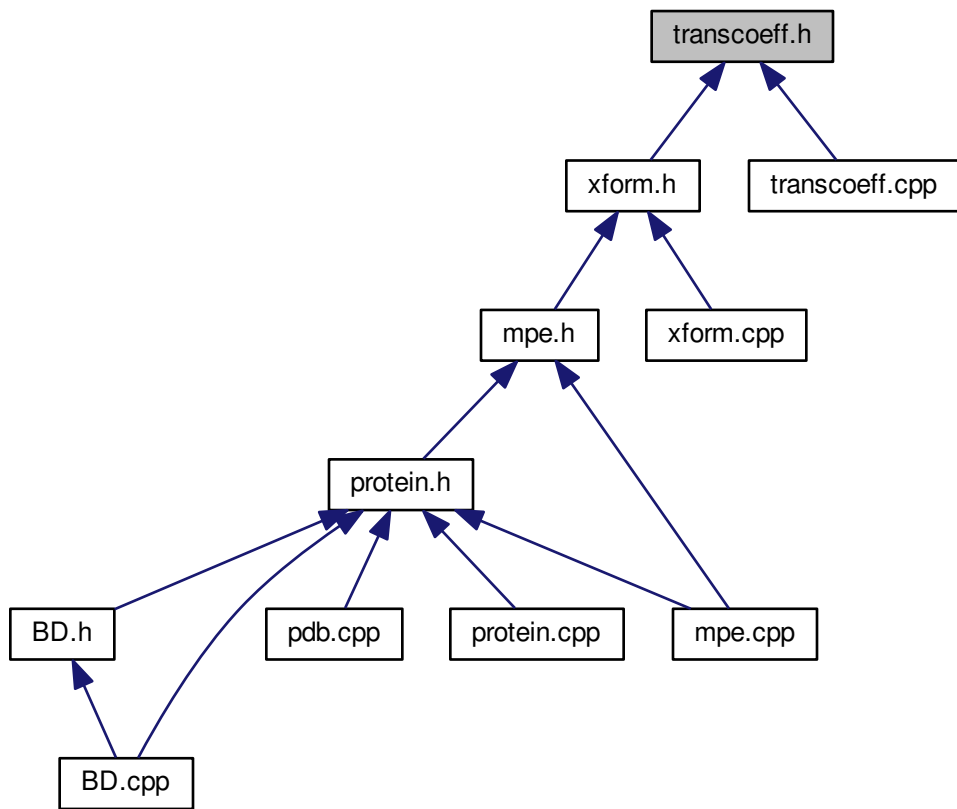 transcoeff.h
xform.h
transcoeff.cpp
mpe.h
xform.cpp
protein.h
BD.h
pdb.cpp
protein.cpp
mpe.cpp
BD.cpp